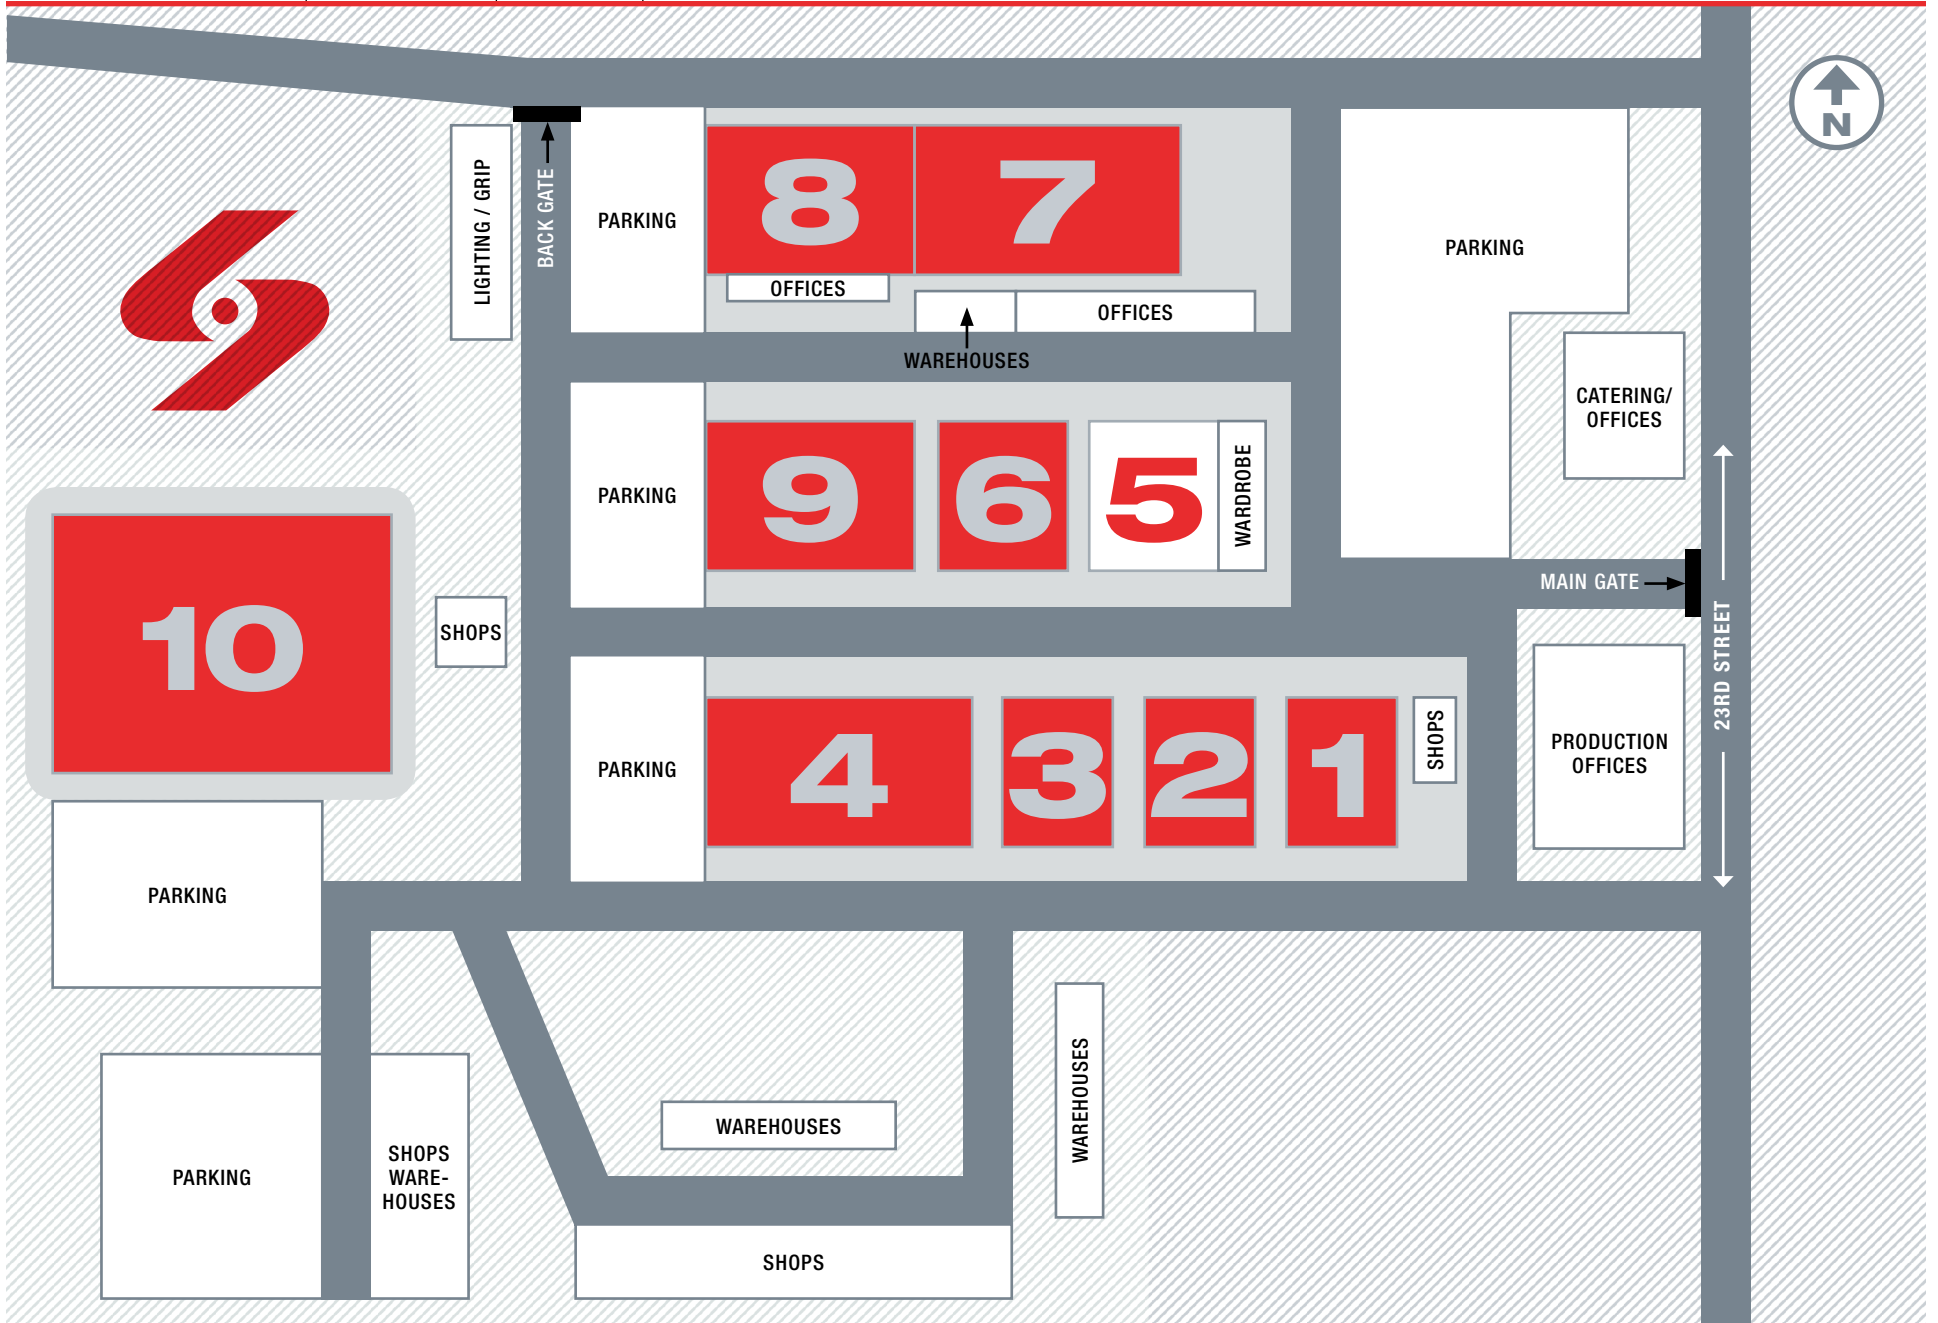 N
LIGHTING / GRIP
BACK GATE
PARKING
8
7
OFFICES
OFFICES
WAREHOUSES
PARKING
CATERING/
OFFICES
PARKING
9
6
5
WARDROBE
MAIN GATE
23RD STREET
10
SHOPS
PARKING
4
3
2
1
SHOPS
PRODUCTION
OFFICES
PARKING
WAREHOUSES
WAREHOUSES
PARKING
SHOPS
WARE-
HOUSES
SHOPS